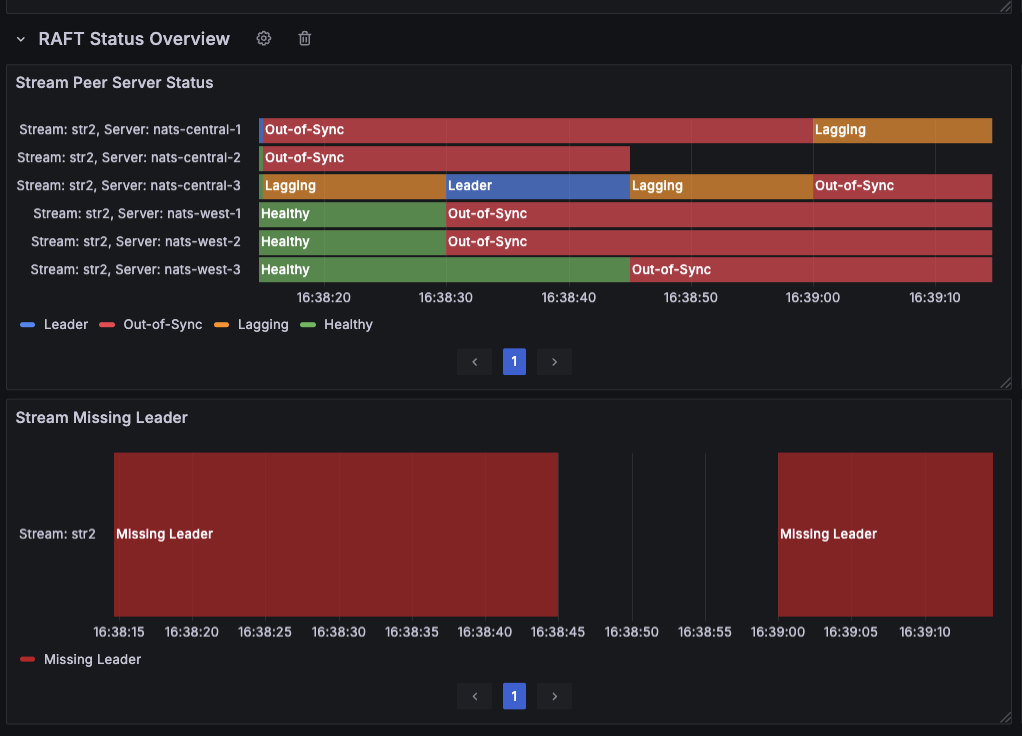 RAFT Status Overview
Stream Peer Server Status
Stream: str2, Server: nats-central-1 Out-of-Sync Lagging
Stream: str2, Server: nats-central-2 Out-of-Sync
Stream: str2, Server: nats-central-3 Lagging Leader Lagging Out-of-Sync
Stream: str2, Server: nats-west-1 Healthy Out-of-Sync
Stream: str2, Server: nats-west-2 Healthy Out-of-Sync
Stream: str2, Server: nats-west-3 Healthy Out-of-Sync
16:38:20 16:38:30 16:38:40 16:38:50 16:39:00 16:39:10
Leader Out-of-Sync Lagging Healthy
1
Stream Missing Leader
Stream: str2 Missing Leader Missing Leader
16:38:15 16:38:20 16:38:25 16:38:30 16:38:35 16:38:40 16:38:45 16:38:50 16:38:55 16:39:00 16:39:05 16:39:10
Missing Leader
1